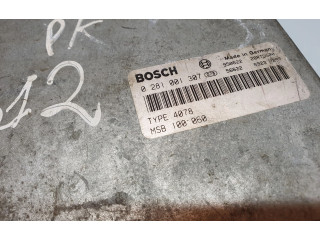 PK
12
BOSCH
Made in Germany
0 281 001 307
TYPE 4078
MSB 100 060